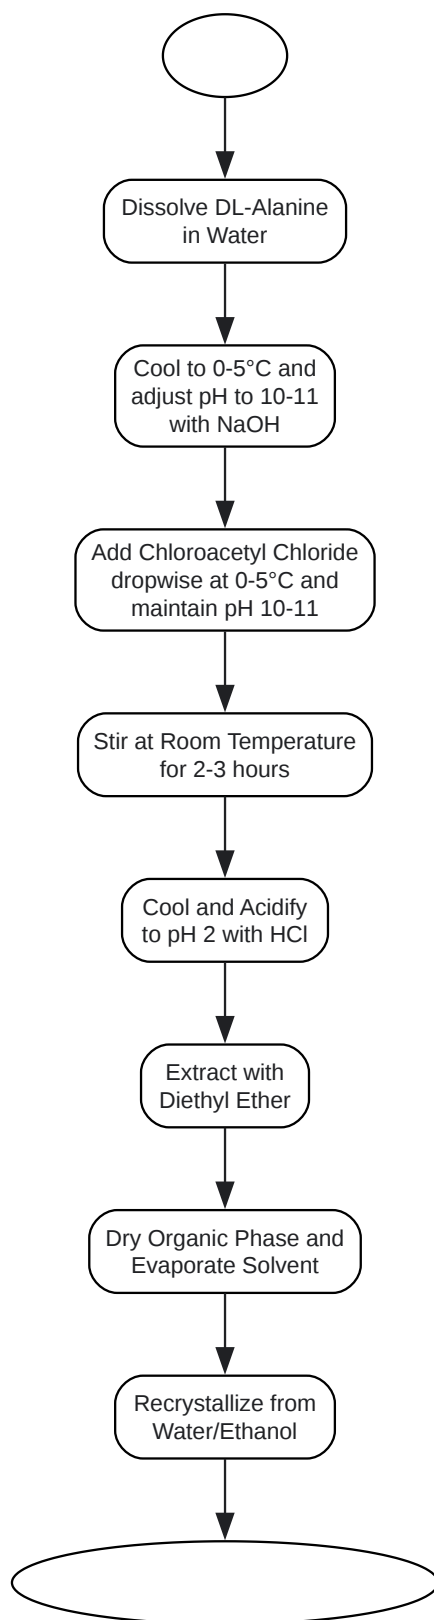 Dissolve DL-Alanine
in Water
Cool to 0-5°C and
adjust pH to 10-11
with NaOH
Add Chloroacetyl Chloride
dropwise at 0-5°C and
maintain pH 10-11
Stir at Room Temperature
for 2-3 hours
Cool and Acidify
to pH 2 with HCl
Extract with
Diethyl Ether
Dry Organic Phase and
Evaporate Solvent
Recrystallize from
Water/Ethanol